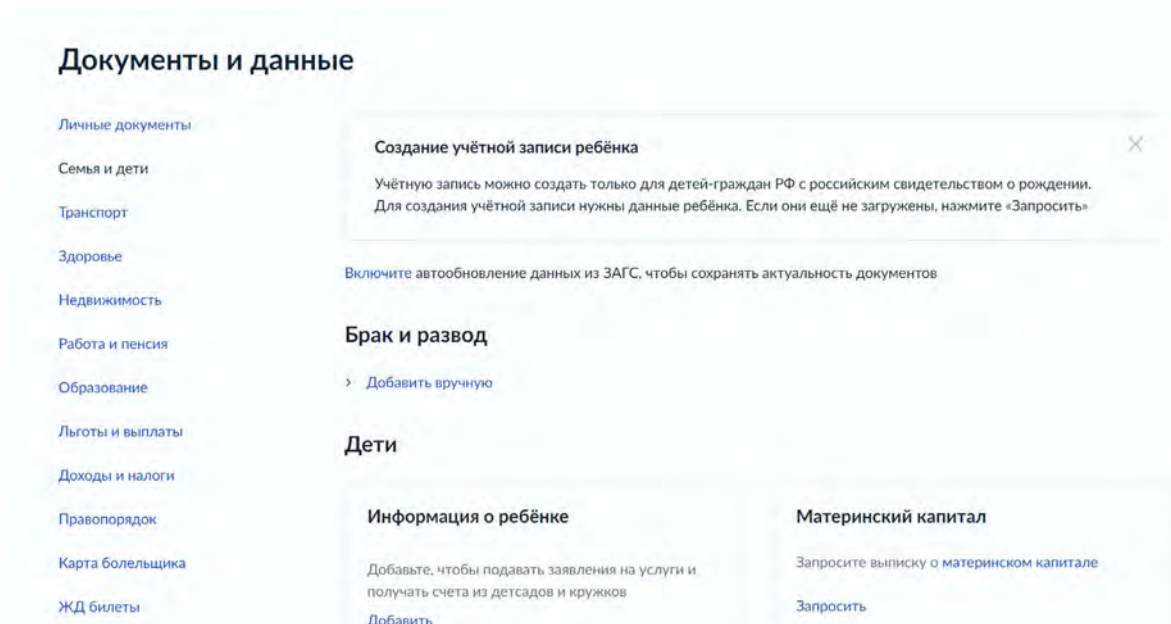 Документы и данные
Личные документы
Семья и дети
Транспорт
Здоровье
Недвижимость
Работа и пенсия
Образование
Льготы и выплаты
Доходы и налоги
Правопорядок
Карта болельщика
ЖД билеты
Создание учётной записи ребёнка
Учётную запись можно создать только для детей-граждан РФ с российским свидетельством о рождении.
Для создания учётной записи нужны данные ребёнка. Если они ещё не загружены, нажмите «Запросить»
Включите автообновление данных из ЗАГС, чтобы сохранять актуальность документов
Брак и развод
Добавить вручную
Дети
Информация о ребёнке
Добавьте, чтобы подавать заявления на услуги и
получать счета из детсадов и кружков
Добавить
Материнский капитал
Запросите выписку о материнском капитале
Запросить